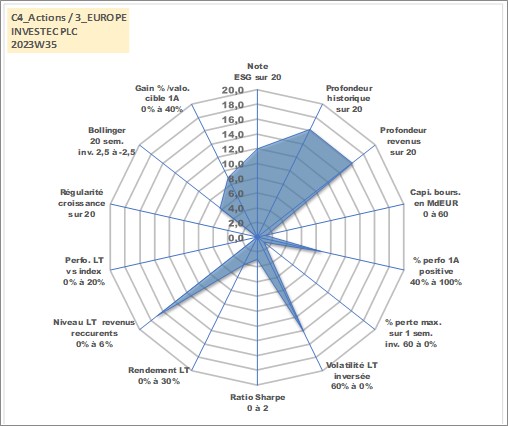 C4_Actions / 3_EUROPE
INVESTEC PLC
2023W35
Note
ESG sur 20
Profondeur
historique
sur 20
Profondeur
revenus
sur 20
Capi. bours.
en MdEUR
0 à 60
% perfo 1A
positive
40% à 100%
% perte max.
sur 1 sem.
inv. 60 à 0%
Volatilité LT
inversée
60% à 0%
Ratio Sharpe
0 à 2
Rendement LT
0% à 30%
Niveau LT revenus
reccurents
0% à 6%
Perfo. LT
vs index
0% à 20%
Régularité
croissance
sur 20
Bollinger
20 sem.
inv. 2,5 à -2,5
Gain % /valo.
cible 1A
0% à 40%
20,0
18,0
16,0
14,0
12,0
10,0
8,0
6,0
4,0
2,0
0,0